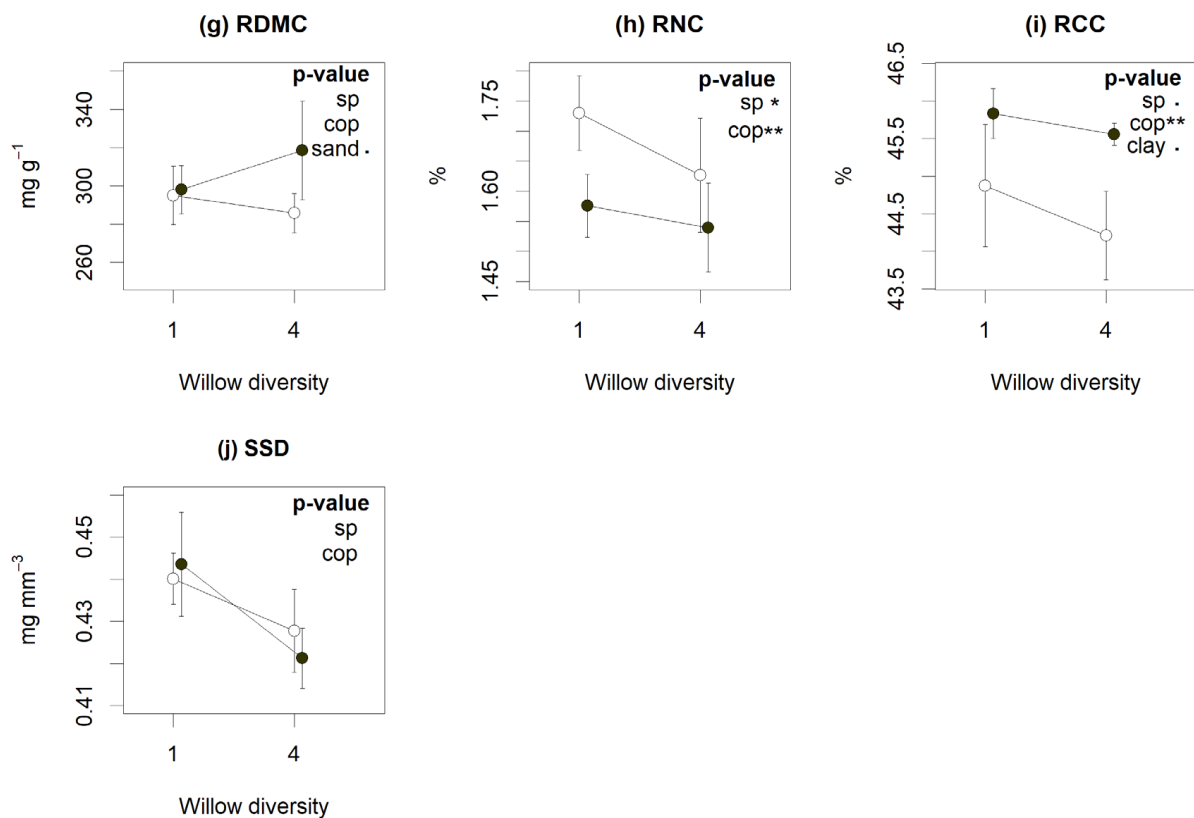 (g) RDMC
p-value
sp
cop
sand .
mg g⁻¹
340
300
260
1 4
Willow diversity
(h) RNC
p-value
sp *
cop**
%
1.75
1.60
1.45
1 4
Willow diversity
(i) RCC
p-value
sp .
cop**
clay .
%
46.5
45.5
44.5
43.5
1 4
Willow diversity
(j) SSD
p-value
sp
cop
mg mm⁻³
0.45
0.43
0.41
1 4
Willow diversity